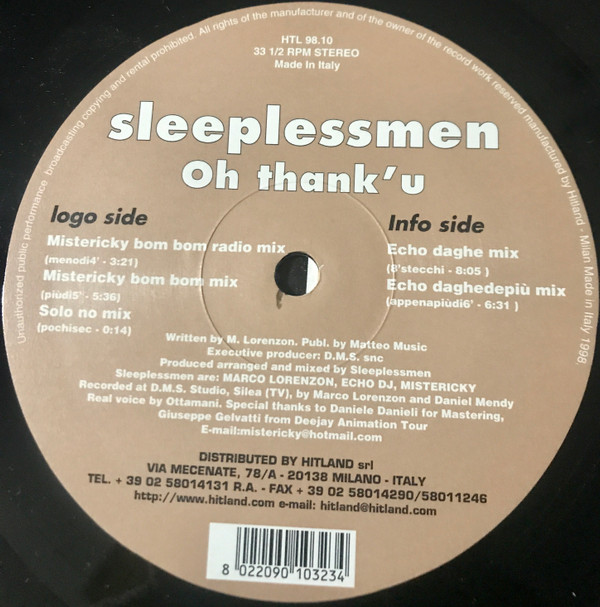 Unauthorized public performance broadcasting copying and rental prohibited. All rights of the manufacturer and of the owner of the record work reserved manufactured by Hitland - Milan Made in Italy 1998.
HTL 98.10
33 1/2 RPM STEREO
Made in Italy
sleeplessmen
Oh thank'u
logo side
Mistericky bom bom radio mix
(menodi4' - 3:21)
Mistericky bom bom mix
(piùdi5' - 5:36)
Solo no mix
(pochisec - 0:14)
Info side
Echo daghe mix
(8'stecchi - 8:05 )
Echo daghedepiù mix
(appenapiùdi6' - 6:31 )
Written by M. Lorenzon. Publ. by Matteo Music
Executive producer: D.M.S. snc
Produced arranged and mixed by Sleeplessmen
Sleeplessmen are: MARCO LORENZON, ECHO DJ, MISTERICKY
Recorded at D.M.S. Studio, Silea (TV), by Marco Lorenzon and Daniel Mendy
Real voice by Ottamani. Special thanks to Daniele Danieli for Mastering,
Giuseppe Gelvatti from Deejay Animation Tour
E-mail:mistericky@hotmail.com
DISTRIBUTED BY HITLAND srl
VIA MECENATE, 78/A - 20138 MILANO - ITALY
TEL. + 39 02 58014131 R.A. - FAX + 39 02 58014290/58011246
http://www.hitland.com e-mail: hitland@hitland.com
8 022090 103234